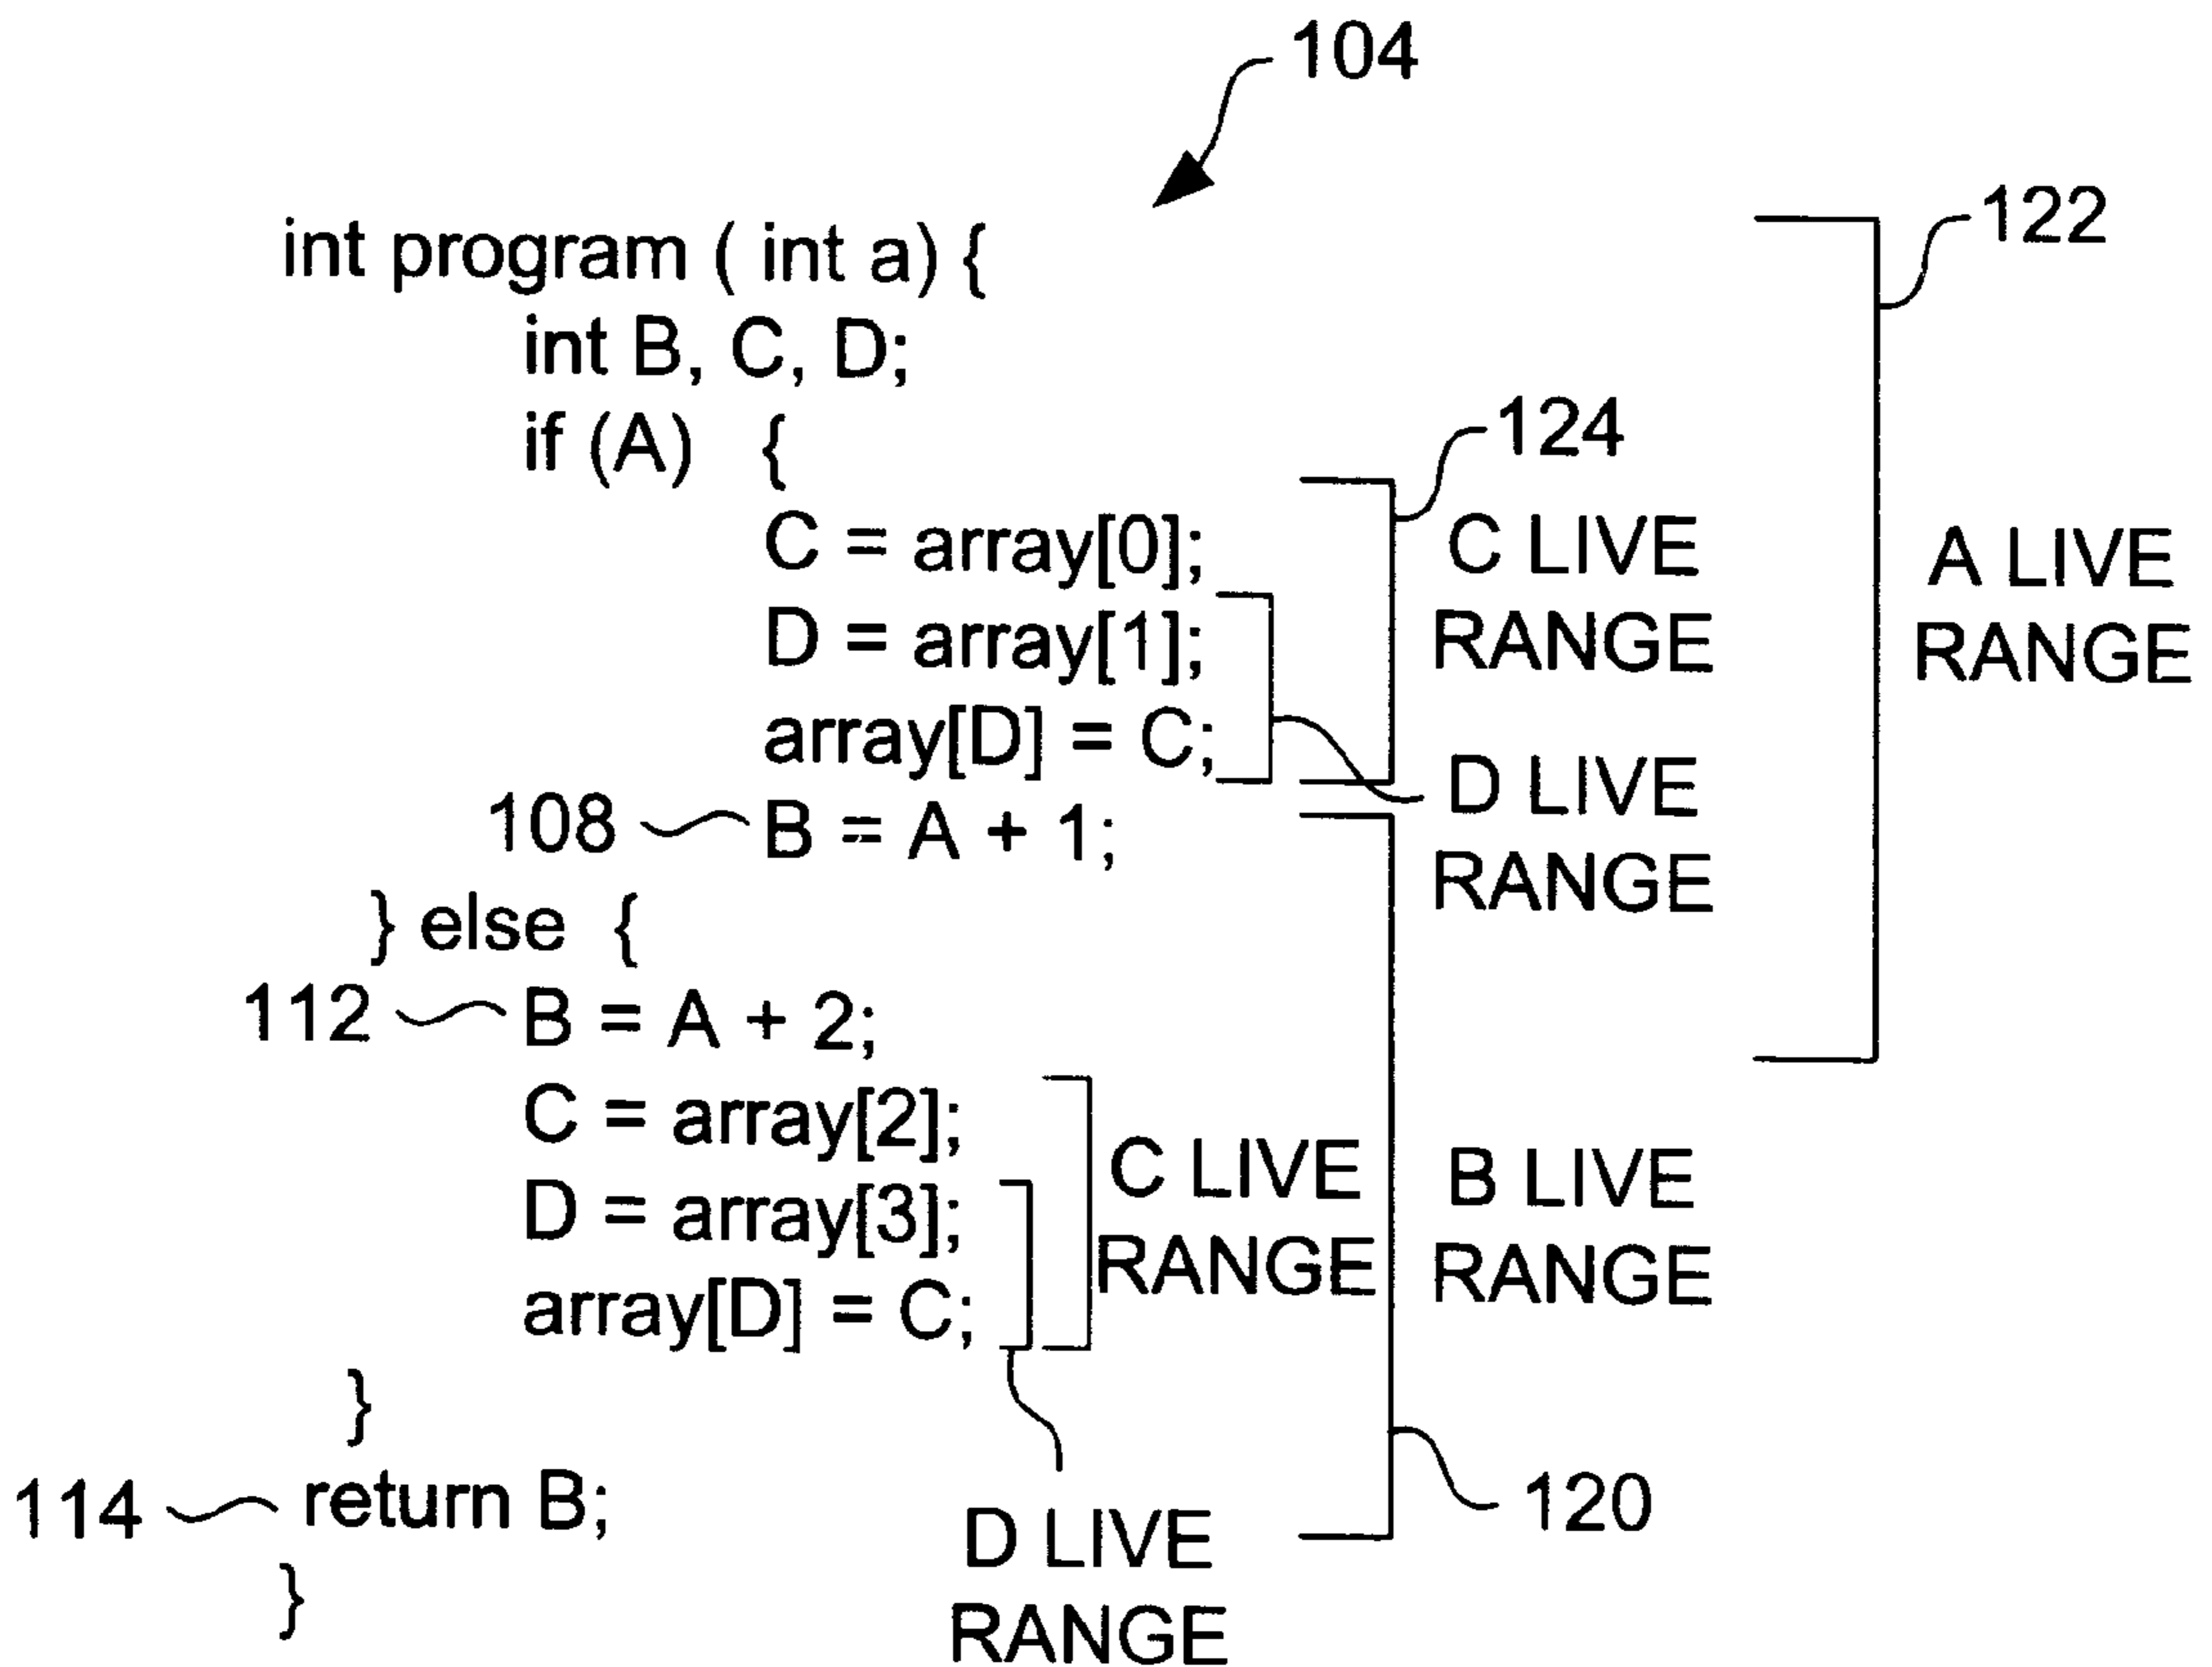 104
int program ( int a) {
122
int B, C, D;
if (A) {
124
C = array[0];
C LIVE
RANGE
A LIVE
RANGE
D = array[1];
array[D] = C;
D LIVE
RANGE
108 B = A + 1;
} else {
112 B = A + 2;
C = array[2];
C LIVE
RANGE
B LIVE
RANGE
D = array[3];
array[D] = C;
}
114 return B;
120
D LIVE
RANGE
}